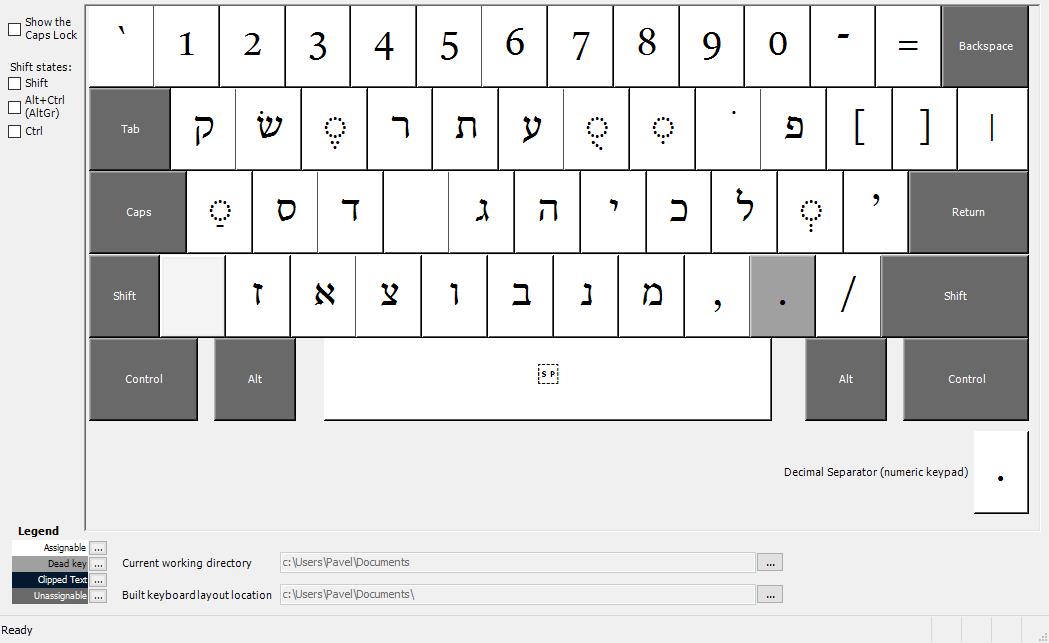 Show the
Caps Lock
Shift states:
Shift
Alt+Ctrl
(AltGr)
Ctrl
` 1 2 3 4 5 6 7 8 9 0 - = Backspace
Tab ק שׂ ◌ֶ ר ת ע ◌ֻ ◌ִ ֹ פ [ ] |
Caps ◌ַ ס ד ג ה י כ ל ◌ְ ’ Return
Shift ז א צ ו ב נ מ , . / Shift
Control Alt SP Alt Control
Decimal Separator (numeric keypad) .
Legend
Assignable ...
Dead key ...
Clipped Text ...
Unassignable ...
Current working directory c:\Users\Pavel\Documents ...
Built keyboard layout location c:\Users\Pavel\Documents\ ...
Ready